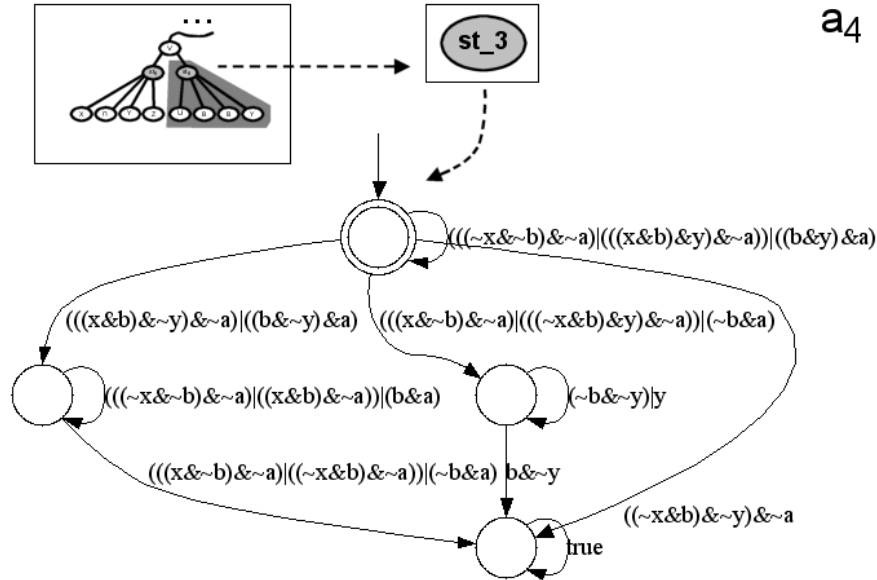 ...
st_3
a4
V
X n Y Z U B B Y
(((~x&~b)&~a)|(((x&b)&y)&~a))|((b&y)&a)
(((x&b)&~y)&~a)|((b&~y)&a)
(((x&~b)&~a)|(((~x&b)&y)&~a))|(~b&a)
(((~x&~b)&~a)|((x&b)&~a))|(b&a)
(~b&~y)|y
(((x&~b)&~a)|((~x&b)&~a))|(~b&a)
b&~y
((~x&b)&~y)&~a
true